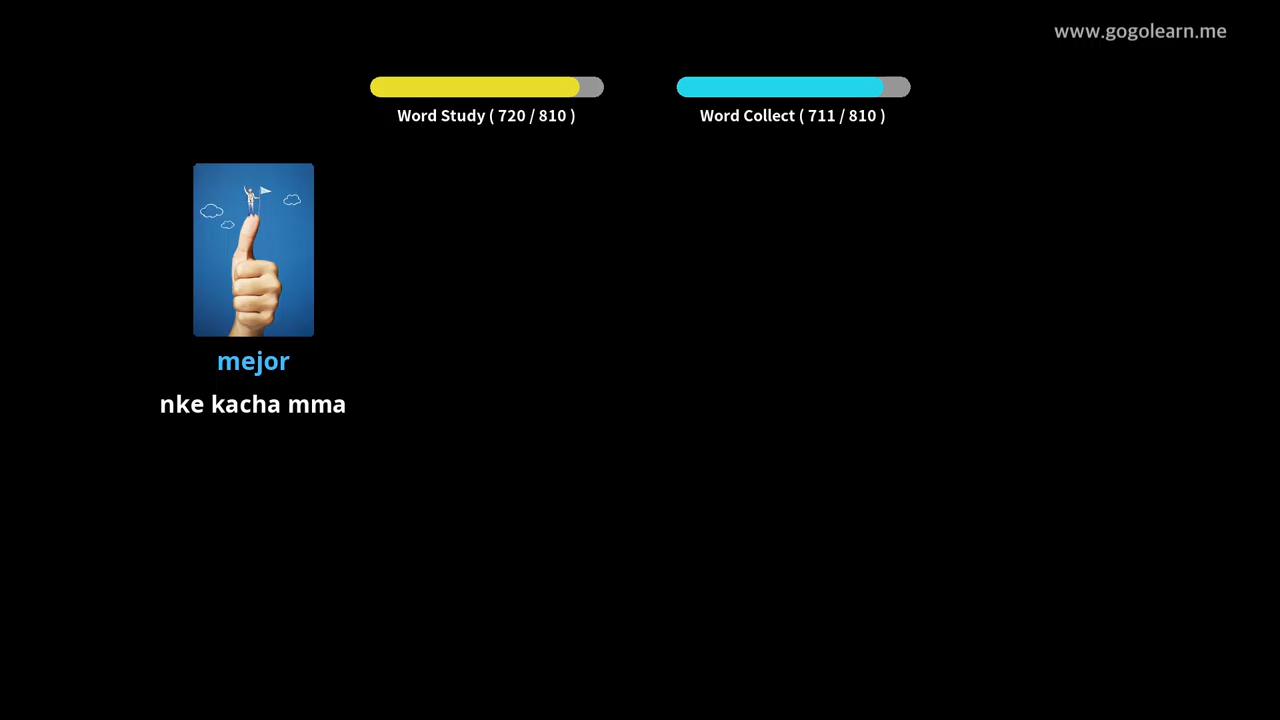 www.gogolearn.me
Word Study ( 720 / 810 )
Word Collect ( 711 / 810 )
mejor
nke kacha mma